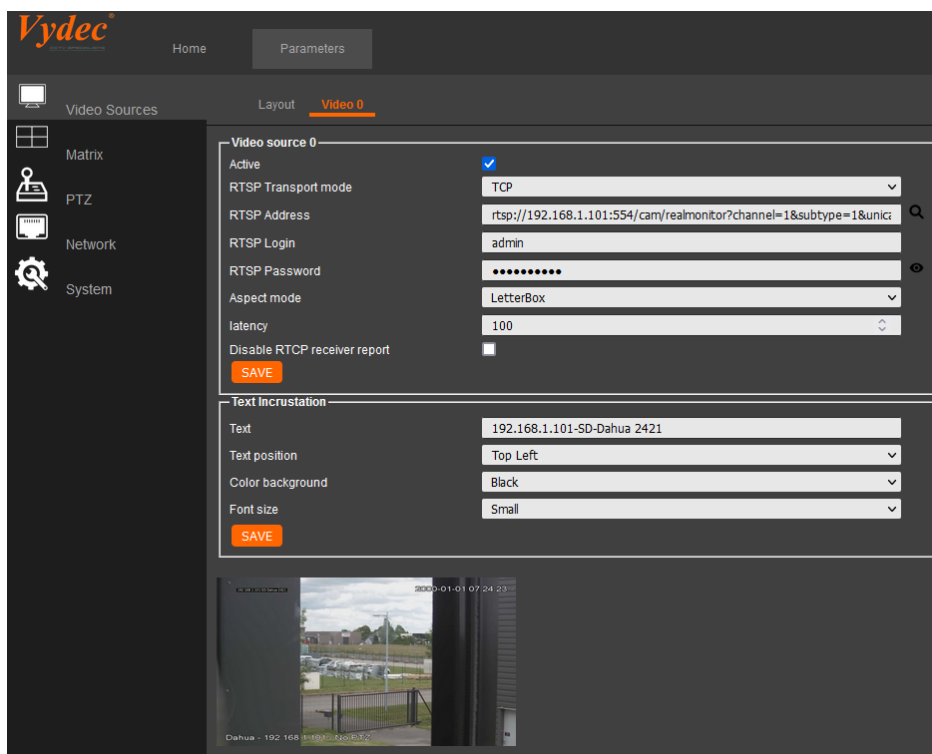 Vydec®
Home
Parameters
Video Sources
Layout
Video 0
Matrix
PTZ
Network
System
Video source 0
Active
RTSP Transport mode
TCP
RTSP Address
rtsp://192.168.1.101:554/cam/realmonitor?channel=1&subtype=1&unica
RTSP Login
admin
RTSP Password
••••••••••
Aspect mode
LetterBox
latency
100
Disable RTCP receiver report
SAVE
Text Incrustation
Text
192.168.1.101-SD-Dahua 2421
Text position
Top Left
Color background
Black
Font size
Small
SAVE
2000-01-01 07:24:23
Dahua - 192.168.1.101 - No PTZ